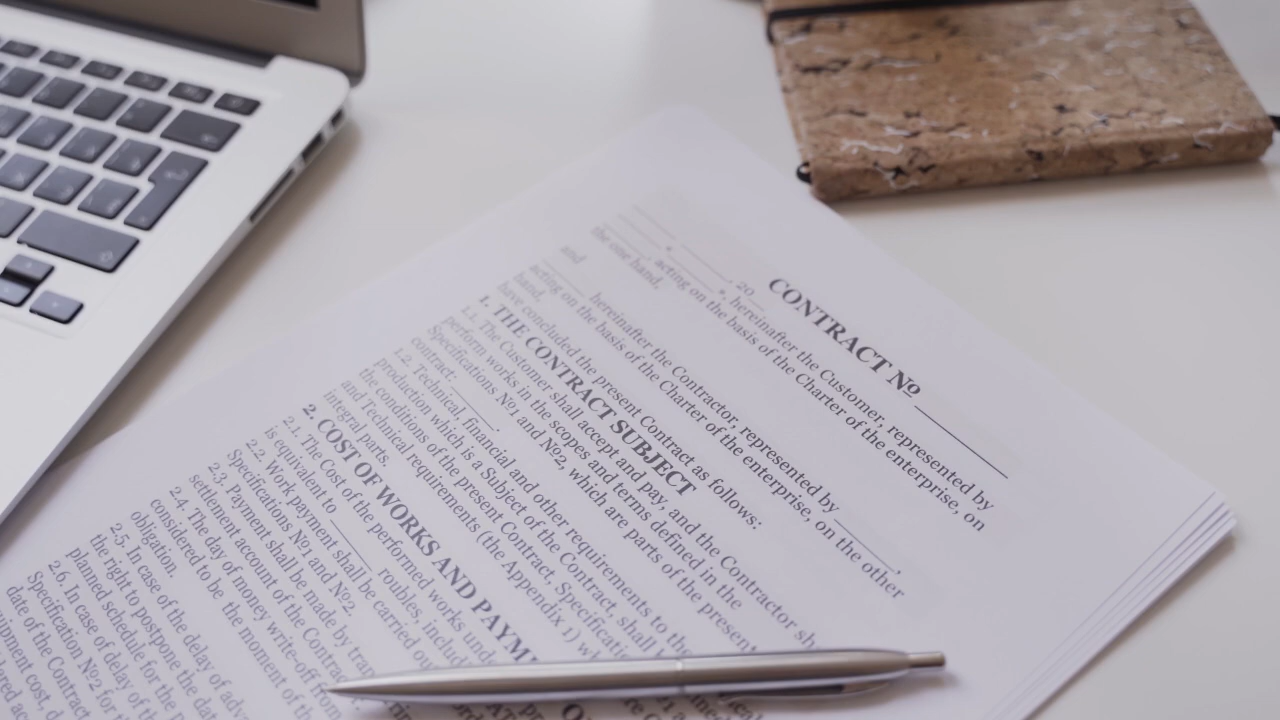 CONTRACT №
20
hereinafter the Customer, represented by
acting on the basis of the Charter of the enterprise, on
the one hand,
and
hereinafter the Contractor, represented by
acting on the basis of the Charter of the enterprise, on the other
hand,
have concluded the present Contract as follows:
1. THE CONTRACT SUBJECT
1.1. The Customer shall accept and pay, and the Contractor sh
perform works in the scopes and terms defined in the
Specifications №1 and №2, which are parts of the present
contract:
1.2. Technical, financial and other requirements to the
production which is a Subject of the Contract, shall
the conditions of the present Contract, Specificatio
and Technical requirements (the Appendix 1) wh
integral parts.
2. COST OF WORKS AND PAYM
2.1. The Cost of the performed works und
is equivalent to roubles, includ
2.2. Work payment shall be carried ou
Specifications №1 and №2.
2.3. Payment shall be made by tran
settlement account of the Contrac
2.4. The day of money write-off from
considered to be the moment of
obligation.
2.5. In case of the delay of adv
the right to postpone the dat
planned schedule for the p
2.6. In case of delay of
Specification №2 for
date of the Contract
cost, d